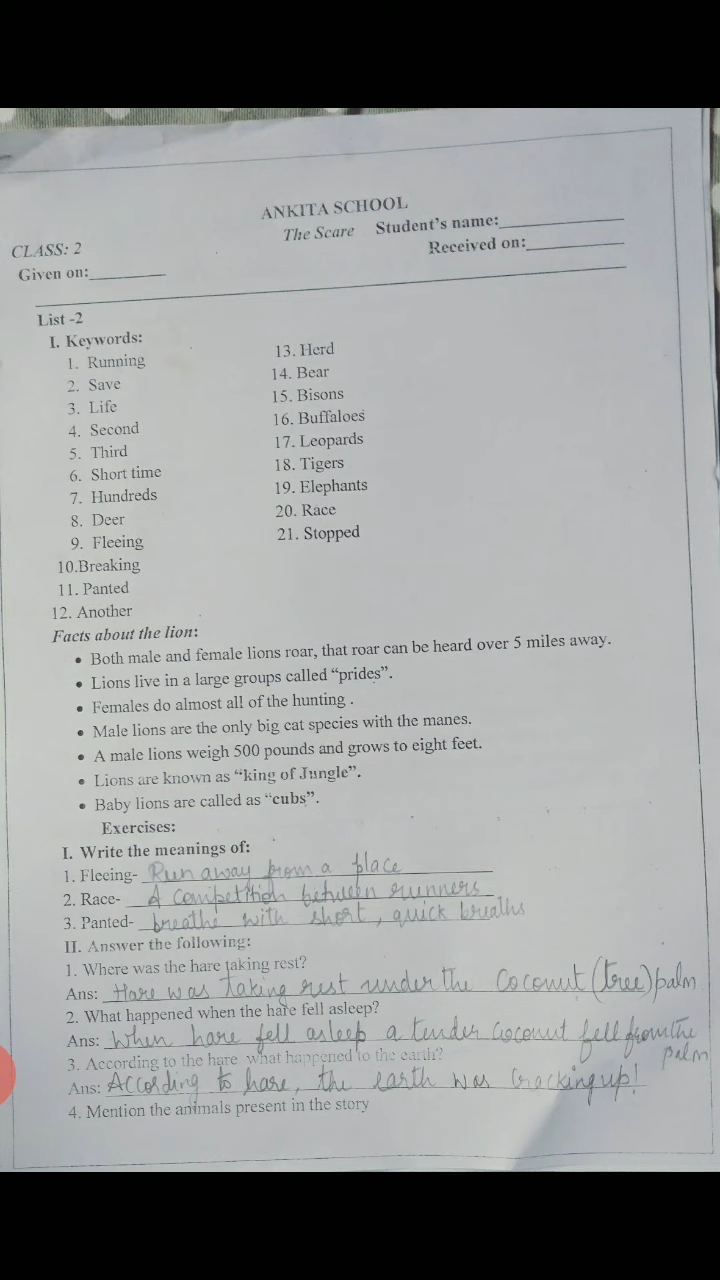 ANKITA SCHOOL
CLASS: 2 The Scare Student's name:
Given on: Received on:
List -2
I. Keywords:
1. Running
2. Save
3. Life
4. Second
5. Third
6. Short time
7. Hundreds
8. Deer
9. Fleeing
10.Breaking
11. Panted
12. Another
13. Herd
14. Bear
15. Bisons
16. Buffaloes
17. Leopards
18. Tigers
19. Elephants
20. Race
21. Stopped
Facts about the lion:
• Both male and female lions roar, that roar can be heard over 5 miles away.
• Lions live in a large groups called “prides”.
• Females do almost all of the hunting .
• Male lions are the only big cat species with the manes.
• A male lions weigh 500 pounds and grows to eight feet.
• Lions are known as “king of Jungle”.
• Baby lions are called as “cubs”.
Exercises:
I. Write the meanings of:
1. Fleeing- Run away from a place
2. Race- A competition between runners
3. Panted- breathe with short, quick breaths
II. Answer the following:
1. Where was the hare taking rest?
Ans: Hare was taking rest under the Coconut (tree) palm
2. What happened when the hare fell asleep?
Ans: When hare fell asleep a tender coconut fell from the palm
3. According to the hare what happened to the earth?
Ans: According to hare, the earth was cracking up!
4. Mention the animals present in the story